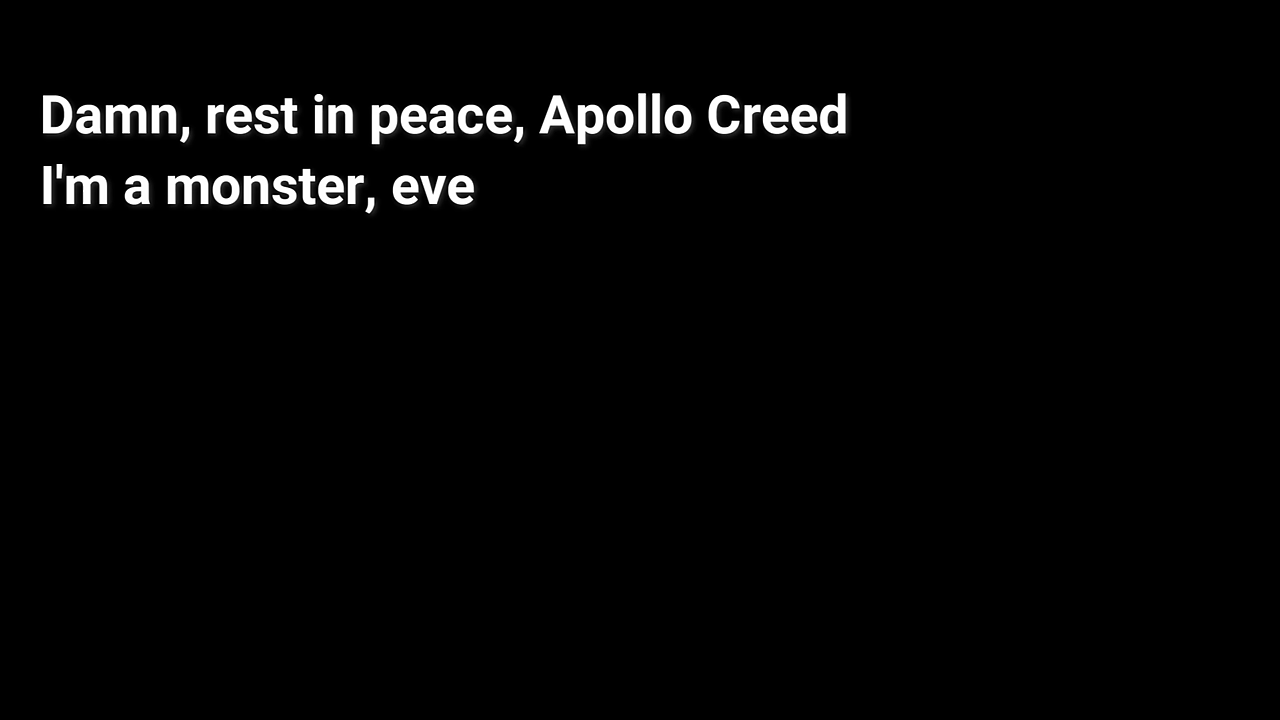 Damn, rest in peace, Apollo Creed
I'm a monster, eve